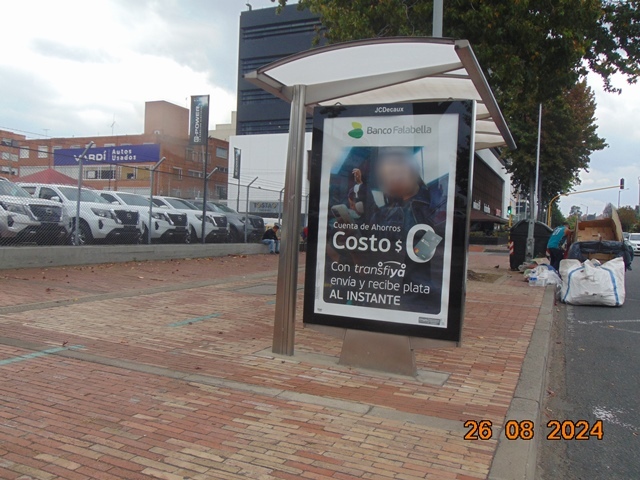 JCDecaux
Banco Falabella
Cuenta de Ahorros
Costo $0
Con transfiya
envía y recibe plata
AL INSTANTE
Autos
Usados
26 08 2024